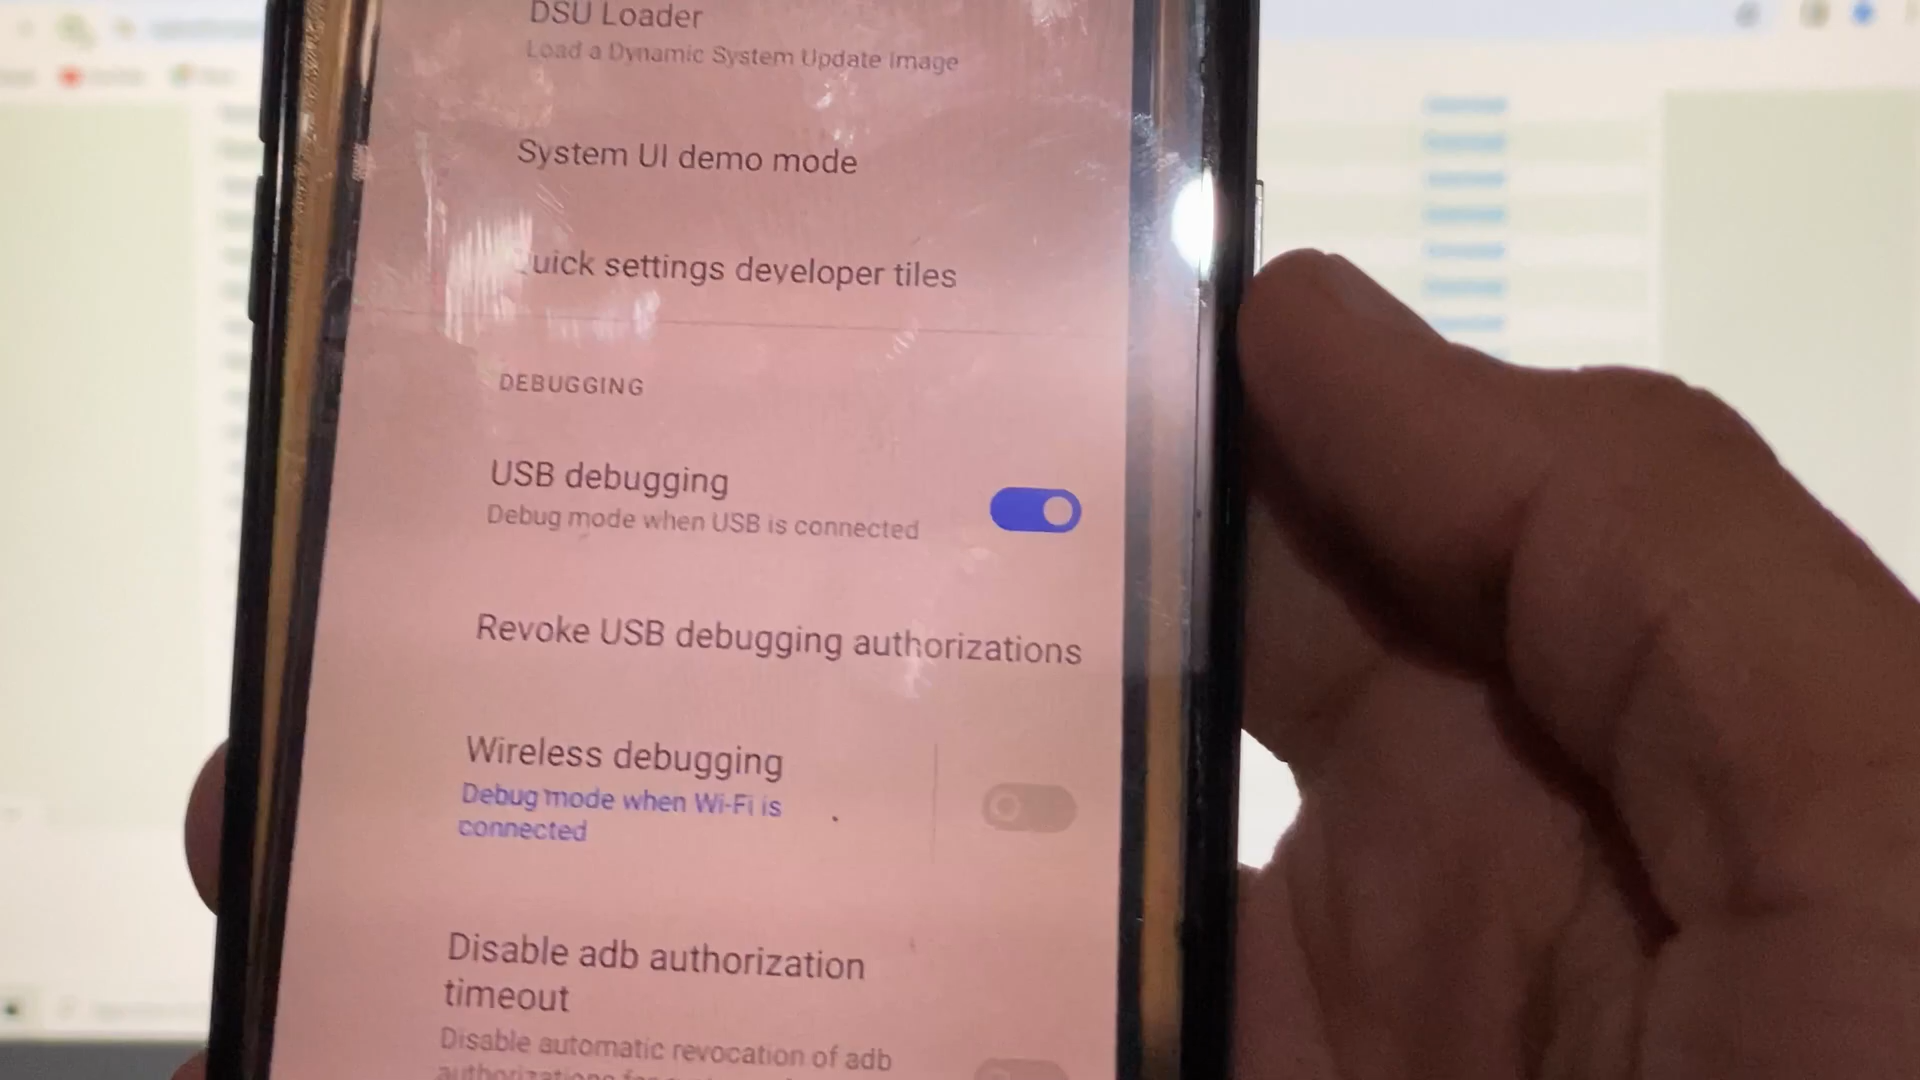 DSU Loader
Load a Dynamic System Update Image
System UI demo mode
uick settings developer tiles
DEBUGGING
USB debugging
Debug mode when USB is connected
Revoke USB debugging authorizations
Wireless debugging
Debug mode when Wi-Fi is
connected
Disable adb authorization
timeout
Disable automatic revocation of adb